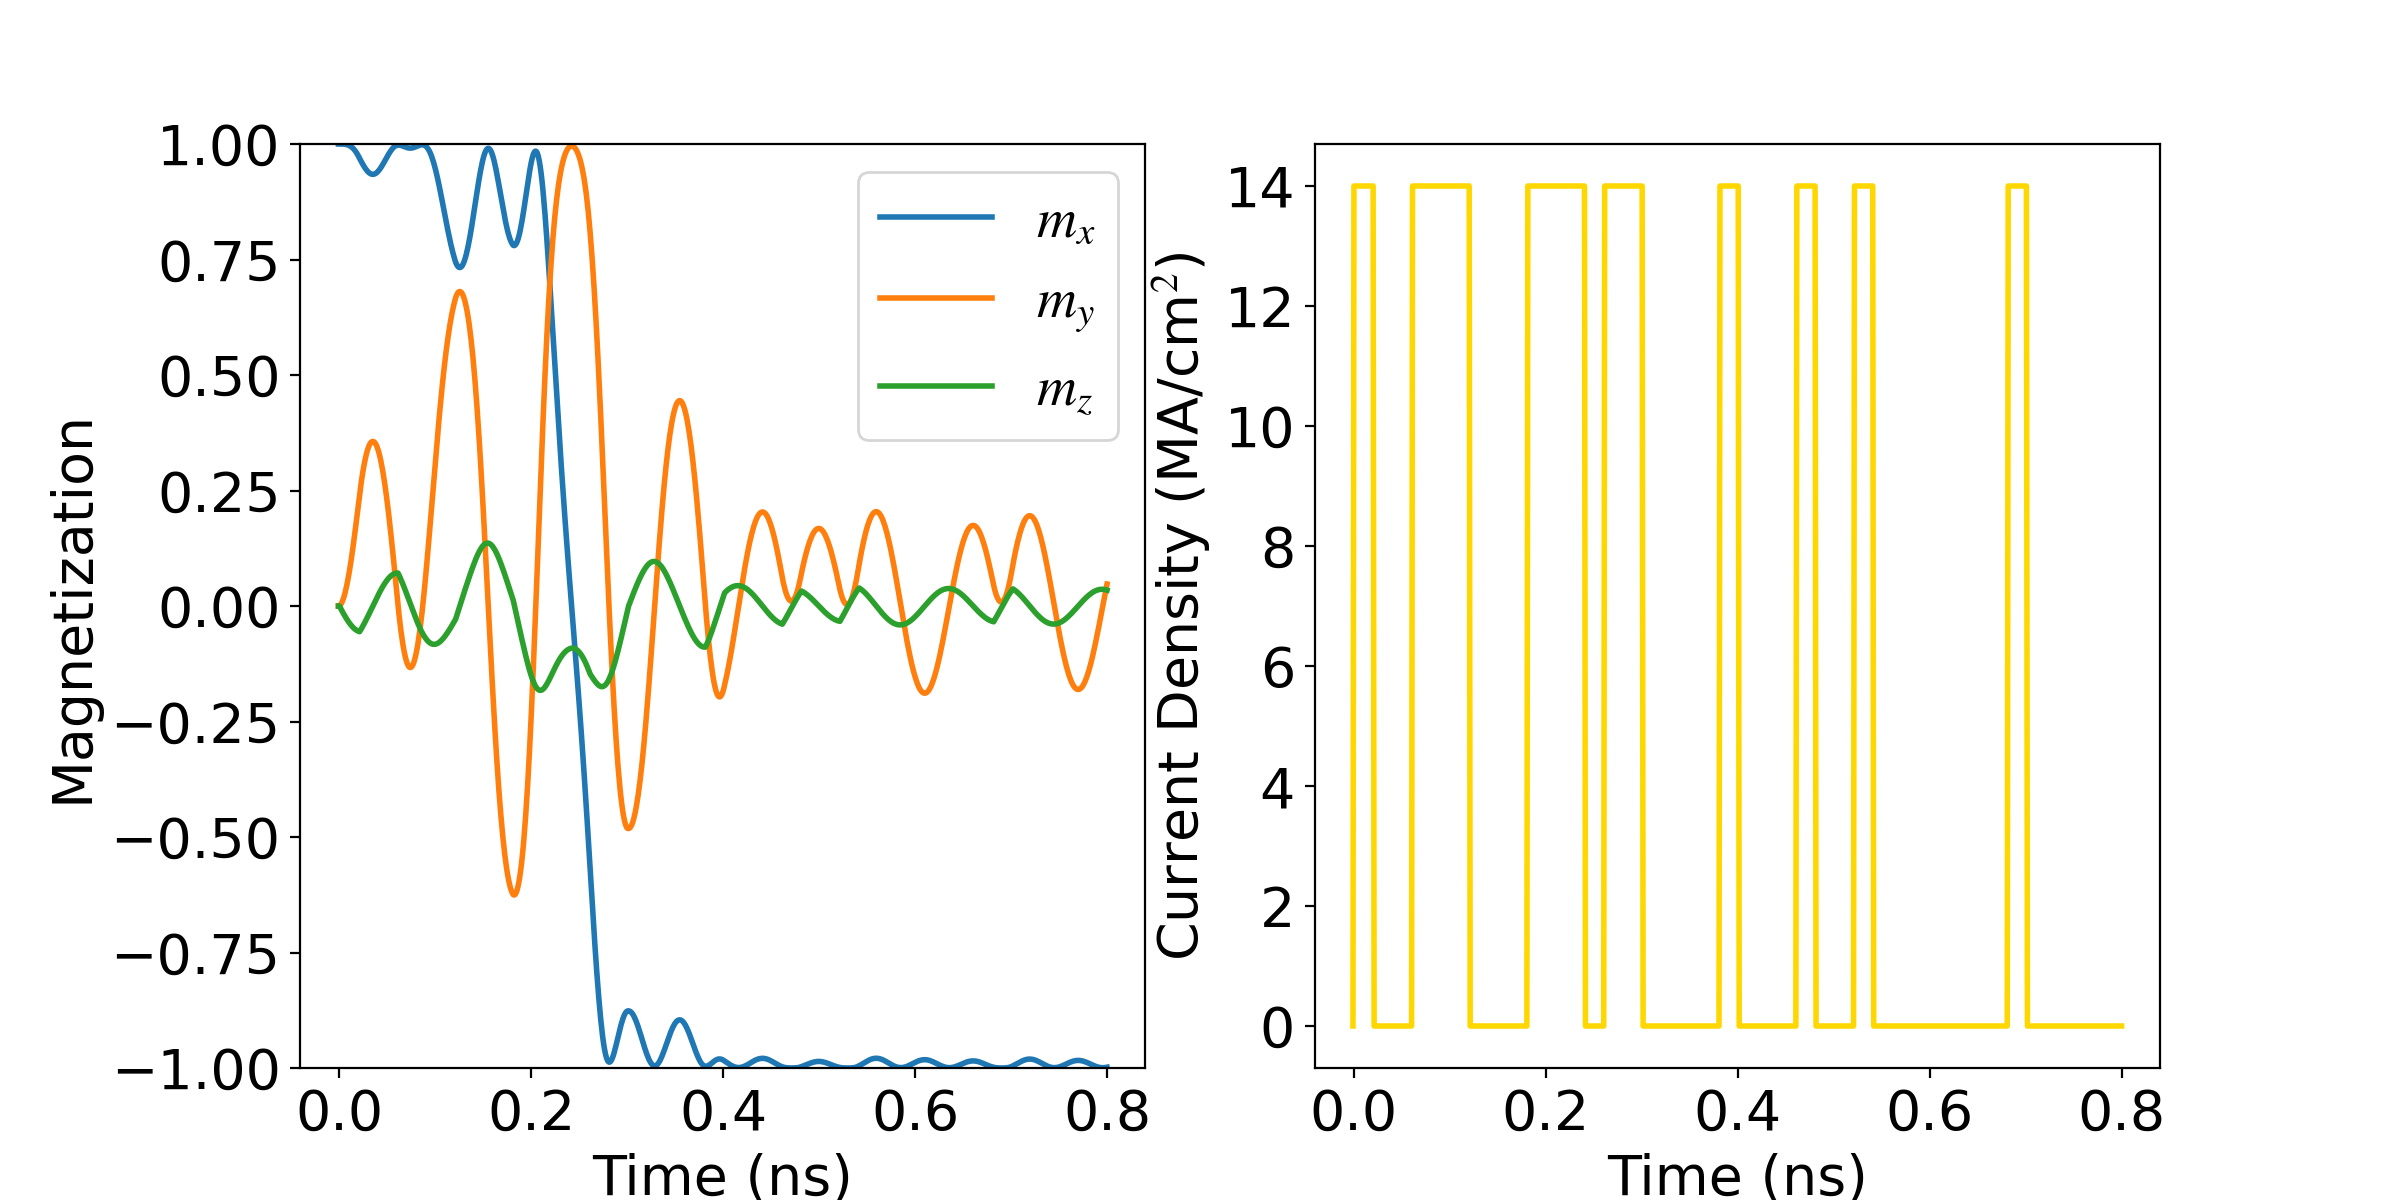 1.00
0.75
0.50
0.25
0.00
−0.25
−0.50
−0.75
−1.00
Magnetization
0.0 0.2 0.4 0.6 0.8
Time (ns)
m_x
m_y
m_z
14
12
10
8
6
4
2
0
Current Density (MA/cm²)
0.0 0.2 0.4 0.6 0.8
Time (ns)